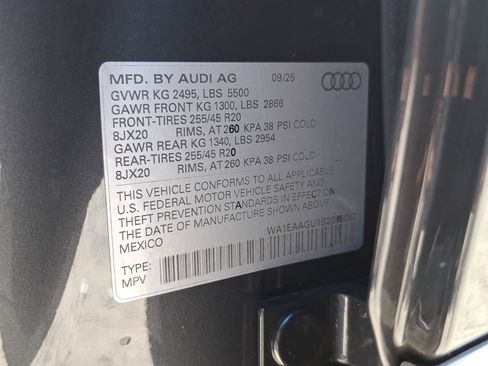 MFD. BY AUDI AG 09/25
GVWR KG 2495, LBS 5500
GAWR FRONT KG 1300, LBS 2866
FRONT-TIRES 255/45 R20
8JX20 RIMS, AT 260 KPA 38 PSI COLD
GAWR REAR KG 1340, LBS 2954
REAR-TIRES 255/45 R20
8JX20 RIMS, AT 260 KPA 38 PSI COLD
THIS VEHICLE CONFORMS TO ALL APPLICABLE
U.S. FEDERAL MOTOR VEHICLE SAFETY AND
THEFT PREVENTION STANDARDS IN EFFECT ON
THE DATE OF MANUFACTURE SHOWN ABOVE.
MEXICO
TYPE:
MPV